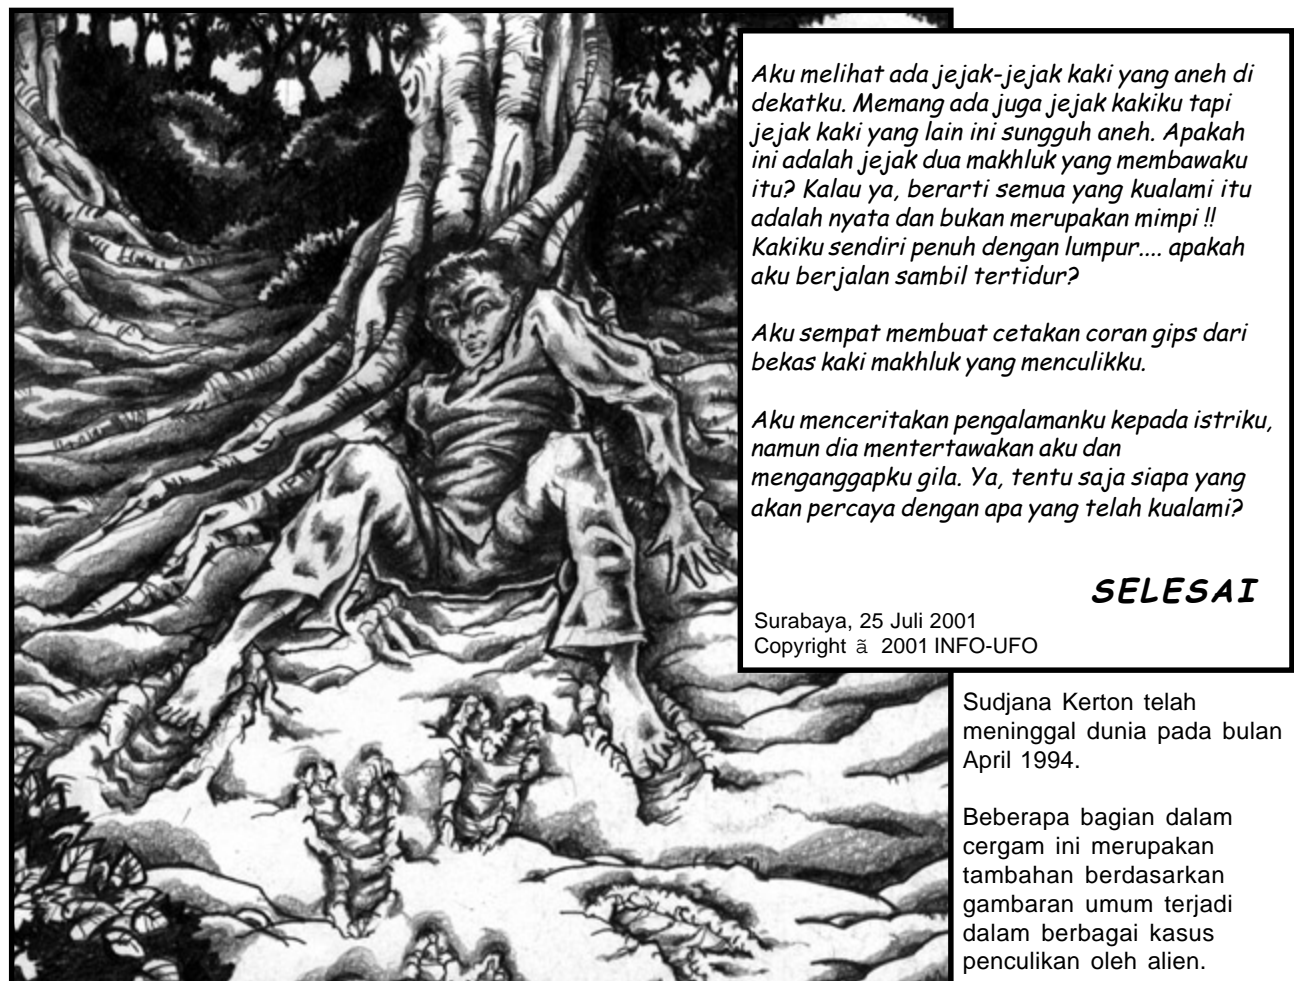 Aku melihat ada jejak-jejak kaki yang aneh di
dekatku. Memang ada juga jejak kakiku tapi
jejak kaki yang lain ini sungguh aneh. Apakah
ini adalah jejak dua makhluk yang membawaku
itu? Kalau ya, berarti semua yang kualami itu
adalah nyata dan bukan merupakan mimpi !!
Kakiku sendiri penuh dengan lumpur.... apakah
aku berjalan sambil tertidur?
Aku sempat membuat cetakan coran gips dari
bekas kaki makhluk yang menculikku.
Aku menceritakan pengalamanku kepada istriku,
namun dia mentertawakan aku dan
menganggapku gila. Ya, tentu saja siapa yang
akan percaya dengan apa yang telah kualami?
SELESAI
Surabaya, 25 Juli 2001
Copyright ã 2001 INFO-UFO
Sudjana Kerton telah
meninggal dunia pada bulan
April 1994.
Beberapa bagian dalam
cergam ini merupakan
tambahan berdasarkan
gambaran umum terjadi
dalam berbagai kasus
penculikan oleh alien.